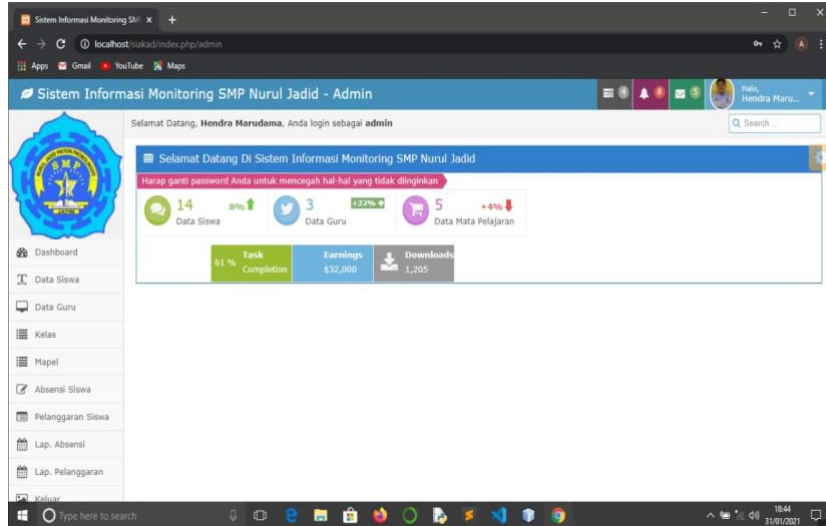 Sistem Informasi Monitoring SM
localhost/siakad/index.php/admin
A
Apps Gmail YouTube Maps
Sistem Informasi Monitoring SMP Nurul Jadid - Admin
4 8 5 Halo,
Hendra Maru...
Selamat Datang, Hendra Marudama, Anda login sebagai admin
Search ...
SMP
JATIM
Selamat Datang Di Sistem Informasi Monitoring SMP Nurul Jadid
Harap ganti password Anda untuk mencegah hal-hal yang tidak diinginkan
14 8%
Data Siswa
3 +32%
Data Guru
5 +4%
Data Mata Pelajaran
61 % Task
Completion
Earnings
$32,000
Downloads
1,205
Dashboard
Data Siswa
Data Guru
Kelas
Mapel
Absensi Siswa
Pelanggaran Siswa
Lap. Absensi
Lap. Pelanggaran
Keluar
Type here to search
18:44
31/01/2021